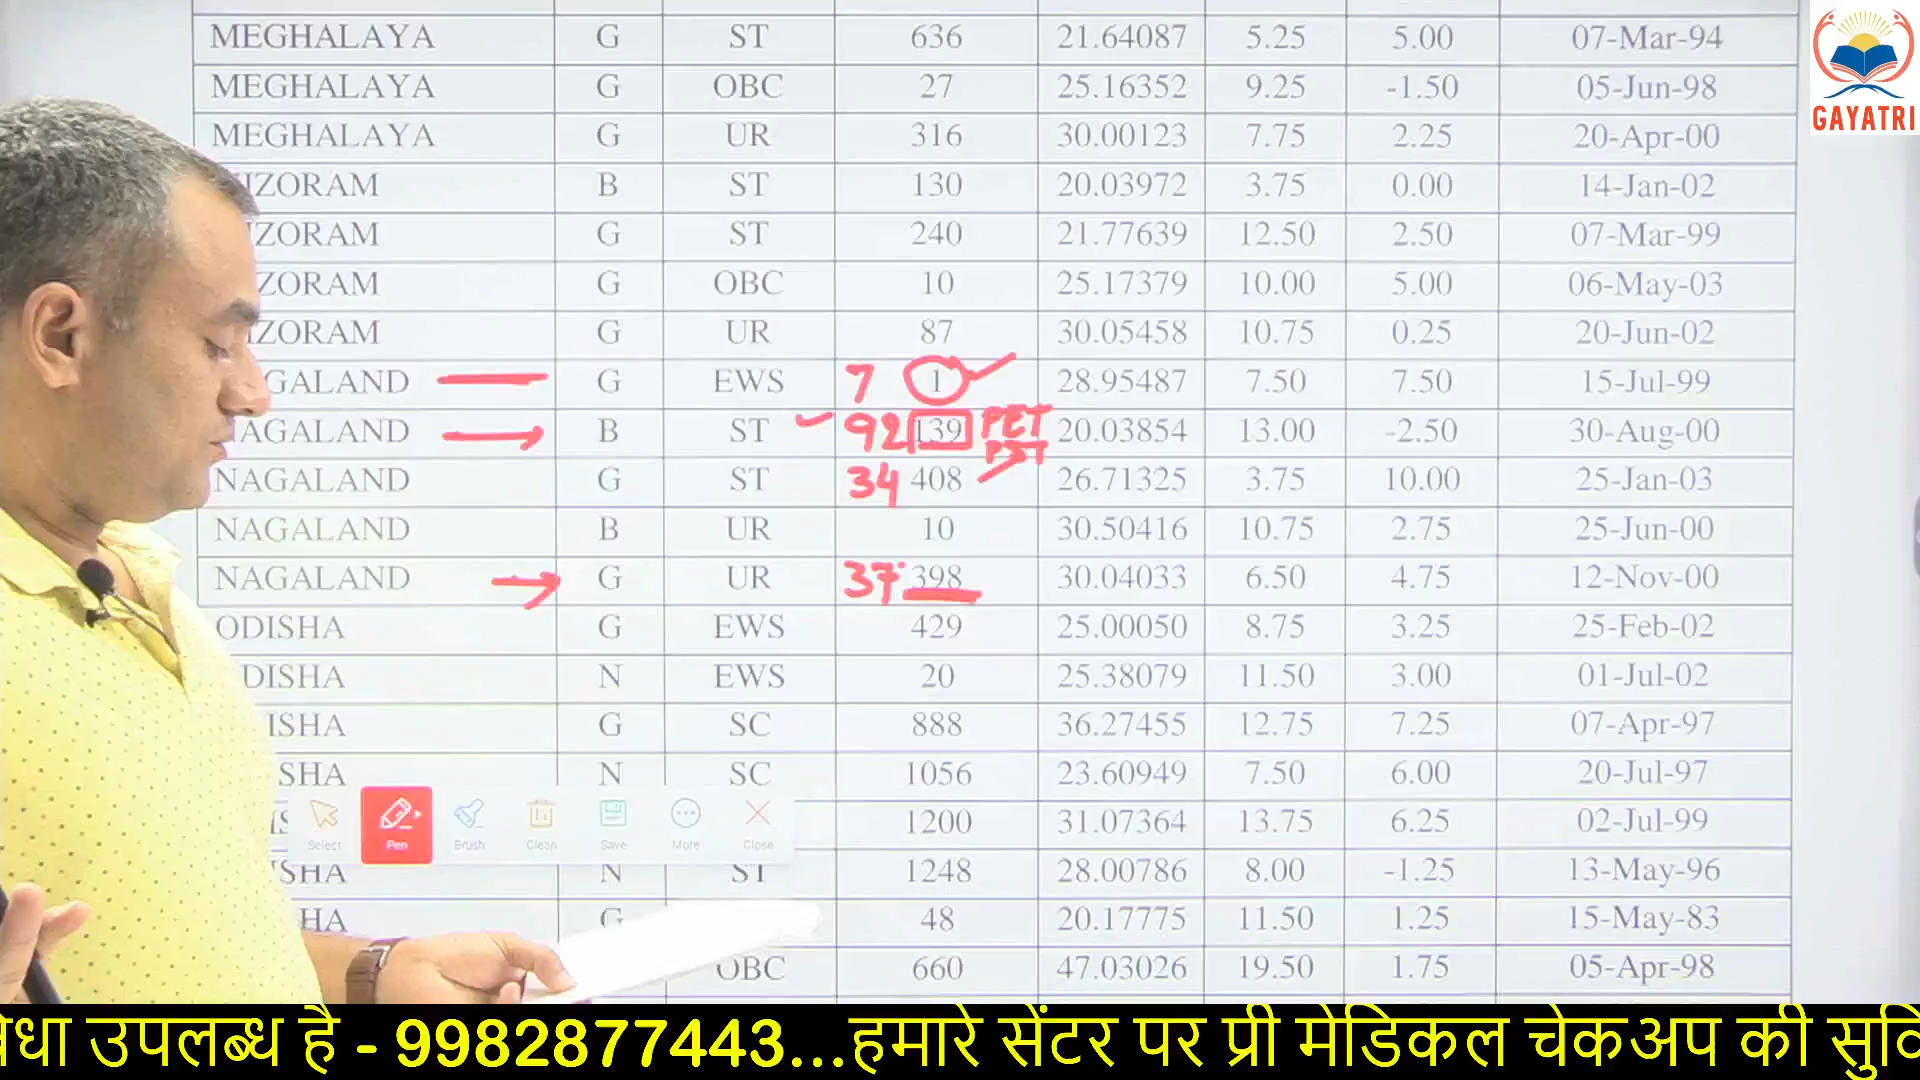 MEGHALAYA G ST 636 21.64087 5.25 5.00 07-Mar-94
MEGHALAYA G OBC 27 25.16352 9.25 -1.50 05-Jun-98
MEGHALAYA G UR 316 30.00123 7.75 2.25 20-Apr-00
IZORAM B ST 130 20.03972 3.75 0.00 14-Jan-02
IZORAM G ST 240 21.77639 12.50 2.50 07-Mar-99
ZORAM G OBC 10 25.17379 10.00 5.00 06-May-03
IZORAM G UR 87 30.05458 10.75 0.25 20-Jun-02
GALAND G EWS 7 1 28.95487 7.50 7.50 15-Jul-99
AGALAND B ST 92 139 PET PST 20.03854 13.00 -2.50 30-Aug-00
NAGALAND G ST 34 408 26.71325 3.75 10.00 25-Jan-03
NAGALAND B UR 10 30.50416 10.75 2.75 25-Jun-00
NAGALAND G UR 37 398 30.04033 6.50 4.75 12-Nov-00
ODISHA G EWS 429 25.00050 8.75 3.25 25-Feb-02
DISHA N EWS 20 25.38079 11.50 3.00 01-Jul-02
ISHA G SC 888 36.27455 12.75 7.25 07-Apr-97
SHA N SC 1056 23.60949 7.50 6.00 20-Jul-97
1200 31.07364 13.75 6.25 02-Jul-99
SHA N ST 1248 28.00786 8.00 -1.25 13-May-96
HA G 48 20.17775 11.50 1.25 15-May-83
OBC 660 47.03026 19.50 1.75 05-Apr-98
Select Pen Brush Clean Save More Close
GAYATRI
उपलब्ध है - 9982877443...हमारे सेंटर पर प्री मेडिकल चेकअप की